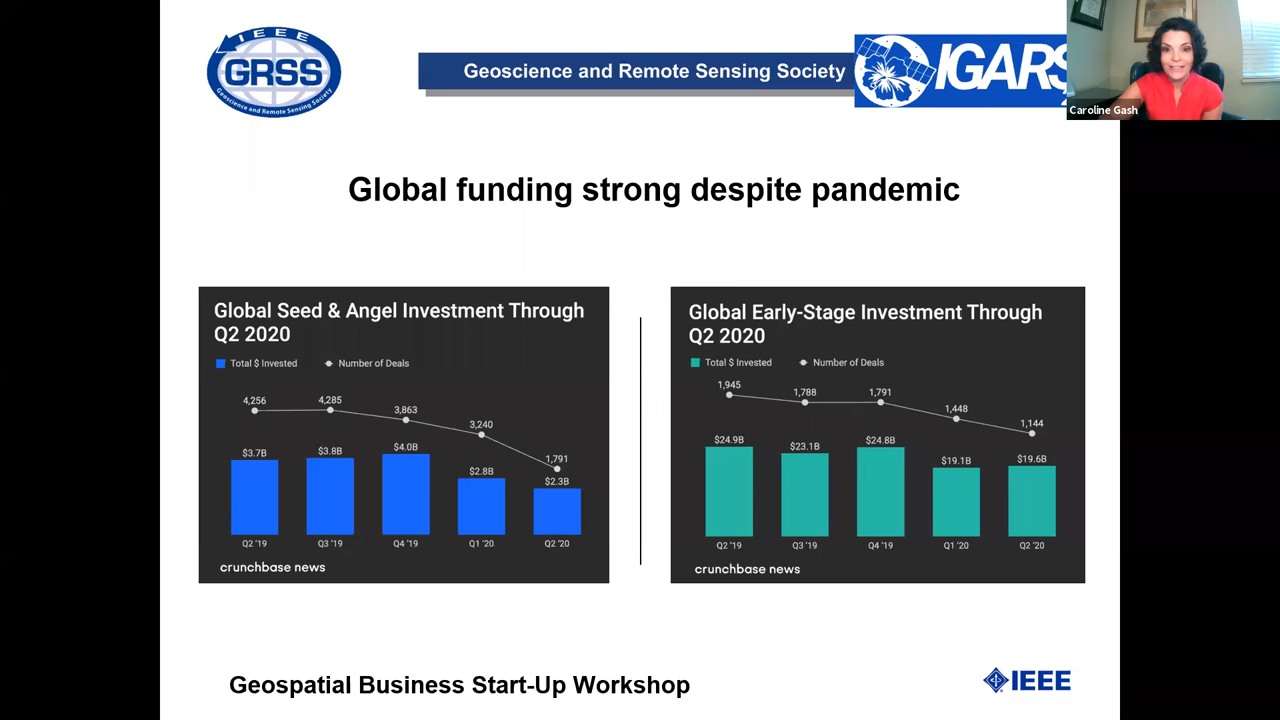 IEEE
GRSS
Geoscience and Remote Sensing Society
Geoscience and Remote Sensing Society
IGARS
Caroline Gash
Global funding strong despite pandemic
Global Seed & Angel Investment Through
Q2 2020
Total $ Invested
Number of Deals
4,256
4,285
3,863
3,240
1,791
$3.7B
$3.8B
$4.0B
$2.8B
$2.3B
Q2 '19
Q3 '19
Q4 '19
Q1 '20
Q2 '20
crunchbase news
Global Early-Stage Investment Through
Q2 2020
Total $ Invested
Number of Deals
1,945
1,788
1,791
1,448
1,144
$24.9B
$23.1B
$24.8B
$19.1B
$19.6B
Q2 '19
Q3 '19
Q4 '19
Q1 '20
Q2 '20
crunchbase news
Geospatial Business Start-Up Workshop
IEEE